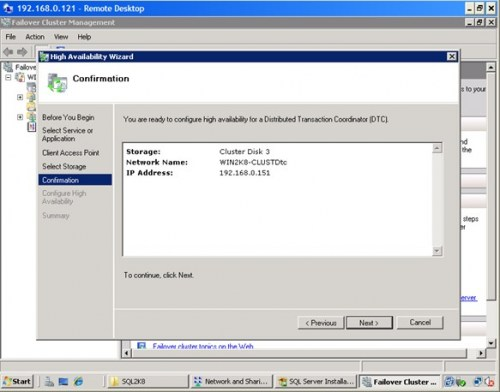 192.168.0.121 - Remote Desktop
Failover Cluster Management
File Action View Help
High Availability Wizard
Confirmation
Before You Begin
Select Service or
Application
Client Access Point
Select Storage
Confirmation
Configure High
Availability
Summary
You are ready to configure high availability for a Distributed Transaction Coordinator (DTC).
Storage: Cluster Disk 3
Network Name: WIN2K8-CLUSTDtc
IP Address: 192.168.0.151
To continue, click Next.
< Previous Next > Cancel
Failov
WI
s to your
nd
the
steps
er
erver.
Failover cluster topics on the Web
Start SQL2K8 Network and Shari... SQL Server Installa... Failover Cluster ...